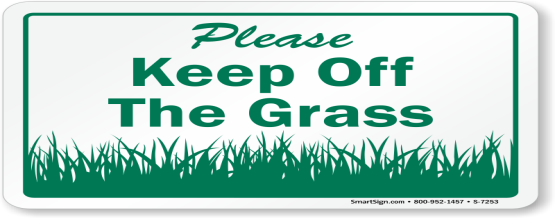 Please
Keep Off
The Grass
SmartSign.com • 800-952-1457 • S-7253